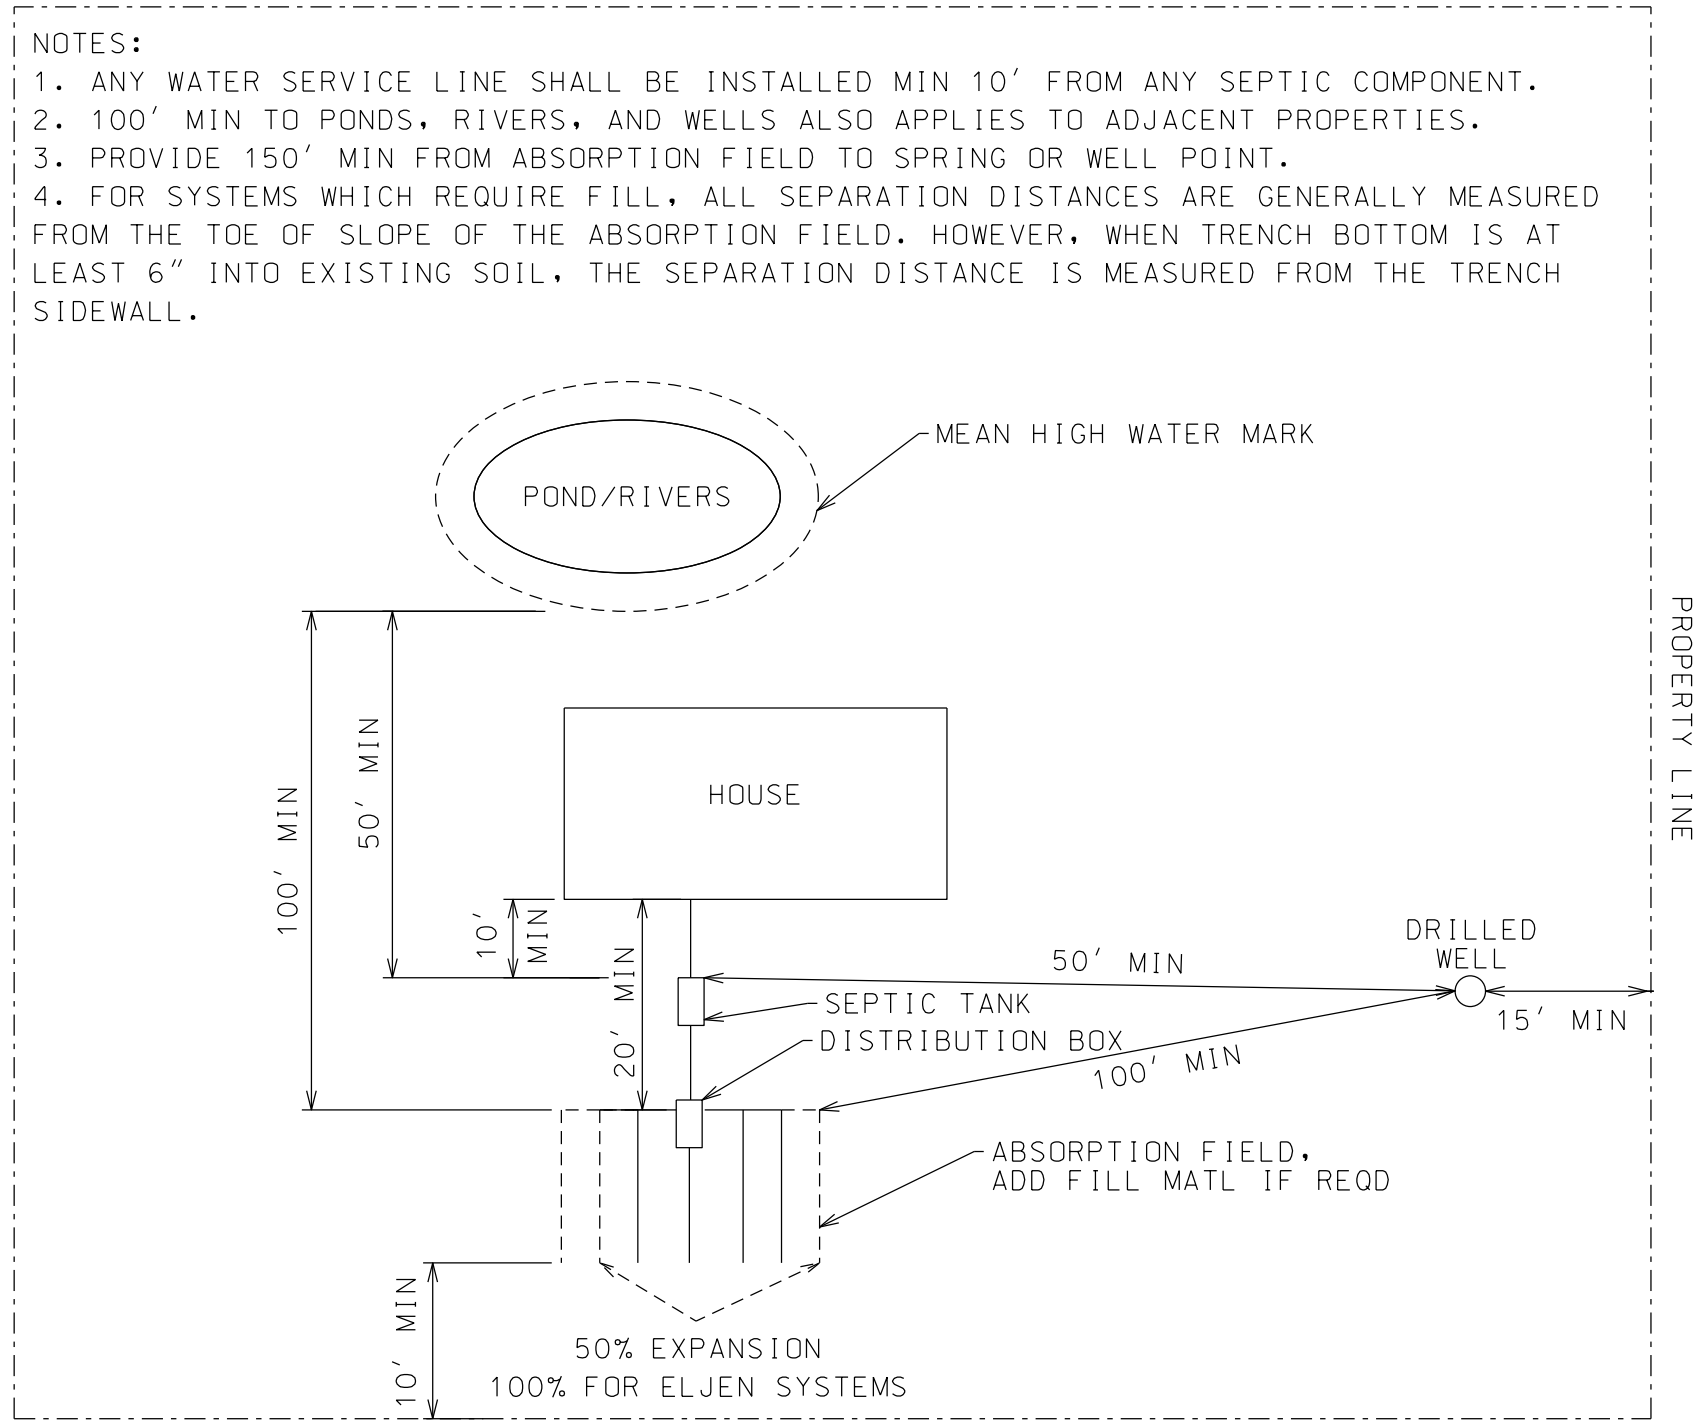 NOTES:
1. ANY WATER SERVICE LINE SHALL BE INSTALLED MIN 10' FROM ANY SEPTIC COMPONENT.
2. 100' MIN TO PONDS, RIVERS, AND WELLS ALSO APPLIES TO ADJACENT PROPERTIES.
3. PROVIDE 150' MIN FROM ABSORPTION FIELD TO SPRING OR WELL POINT.
4. FOR SYSTEMS WHICH REQUIRE FILL, ALL SEPARATION DISTANCES ARE GENERALLY MEASURED
FROM THE TOE OF SLOPE OF THE ABSORPTION FIELD. HOWEVER, WHEN TRENCH BOTTOM IS AT
LEAST 6" INTO EXISTING SOIL, THE SEPARATION DISTANCE IS MEASURED FROM THE TRENCH
SIDEWALL.
MEAN HIGH WATER MARK
POND/RIVERS
PROPERTY LINE
100' MIN
50' MIN
HOUSE
10'
MIN
20' MIN
50' MIN
DRILLED
WELL
15' MIN
SEPTIC TANK
DISTRIBUTION BOX
100' MIN
ABSORPTION FIELD,
ADD FILL MATL IF REQD
10' MIN
50% EXPANSION
100% FOR ELJEN SYSTEMS